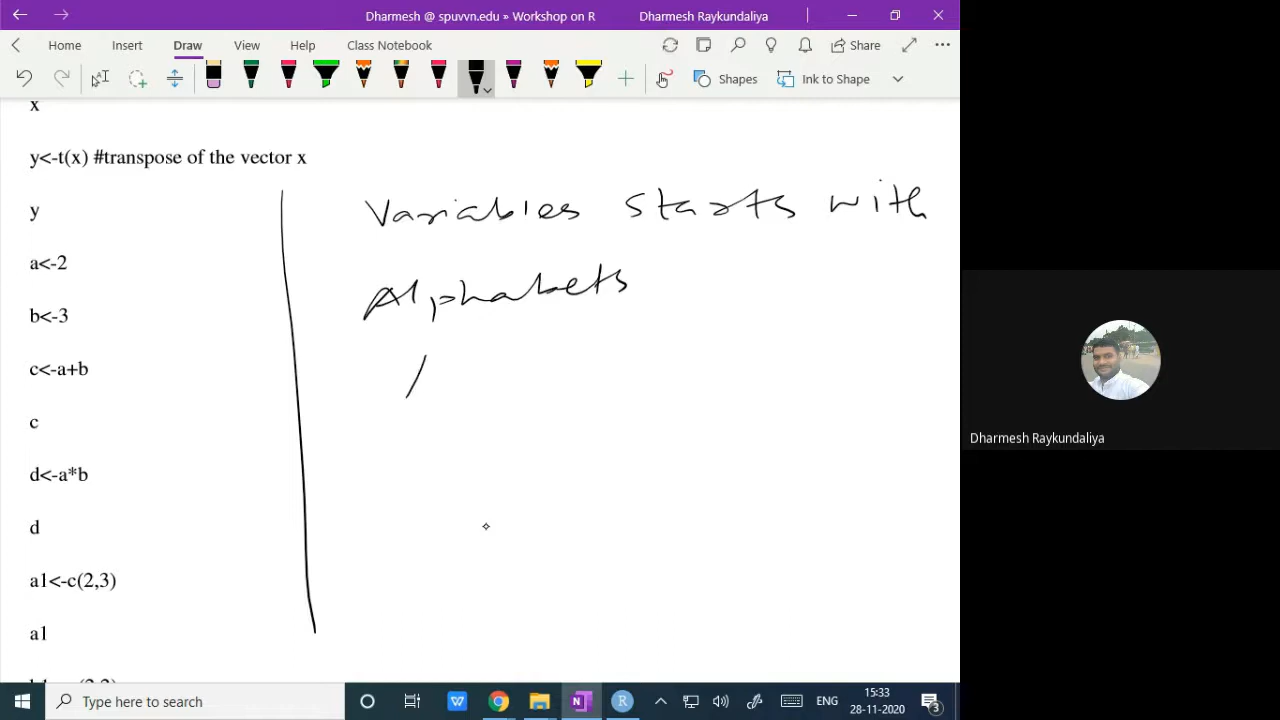 Dharmesh @ spuvvn.edu » Workshop on R
Dharmesh Raykundaliya
Home Insert Draw View Help Class Notebook Share
Shapes Ink to Shape
x
y<-t(x) #transpose of the vector x
y
a<-2
b<-3
c<-a+b
c
d<-a*b
d
a1<-c(2,3)
a1
Variables starts with
Alphabets
Dharmesh Raykundaliya
Type here to search
ENG
15:33
28-11-2020
3